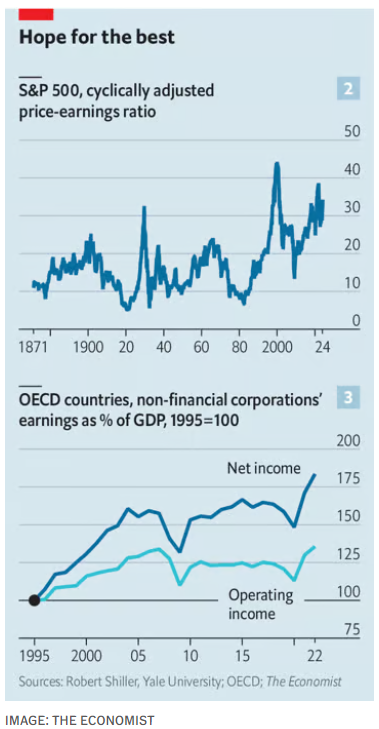 Hope for the best
S&P 500, cyclically adjusted
price-earnings ratio
2
50
40
30
20
10
0
1871 1900 20 40 60 80 2000 24
OECD countries, non-financial corporations'
earnings as % of GDP, 1995=100
3
200
Net income
175
150
125
Operating
income
100
75
1995 2000 05 10 15 22
Sources: Robert Shiller, Yale University; OECD; The Economist
IMAGE: THE ECONOMIST